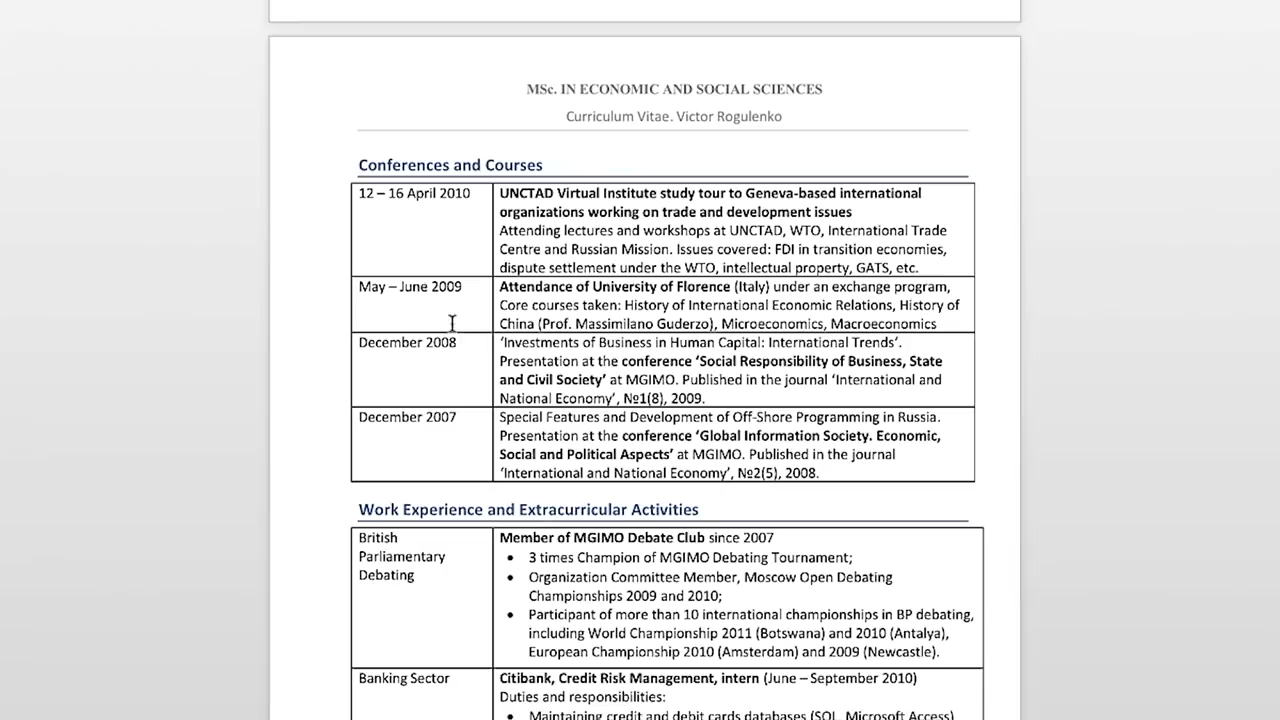 MSc. IN ECONOMIC AND SOCIAL SCIENCES
Curriculum Vitae. Victor Rogulenko
Conferences and Courses
12 – 16 April 2010
UNCTAD Virtual Institute study tour to Geneva-based international
organizations working on trade and development issues
Attending lectures and workshops at UNCTAD, WTO, International Trade
Centre and Russian Mission. Issues covered: FDI in transition economies,
dispute settlement under the WTO, intellectual property, GATS, etc.
May – June 2009
Attendance of University of Florence (Italy) under an exchange program,
Core courses taken: History of International Economic Relations, History of
China (Prof. Massimilano Guderzo), Microeconomics, Macroeconomics
December 2008
‘Investments of Business in Human Capital: International Trends’.
Presentation at the conference ‘Social Responsibility of Business, State
and Civil Society’ at MGIMO. Published in the journal ‘International and
National Economy’, №1(8), 2009.
December 2007
Special Features and Development of Off-Shore Programming in Russia.
Presentation at the conference ‘Global Information Society. Economic,
Social and Political Aspects’ at MGIMO. Published in the journal
‘International and National Economy’, №2(5), 2008.
Work Experience and Extracurricular Activities
British
Parliamentary
Debating
Member of MGIMO Debate Club since 2007
• 3 times Champion of MGIMO Debating Tournament;
• Organization Committee Member, Moscow Open Debating
Championships 2009 and 2010;
• Participant of more than 10 international championships in BP debating,
including World Championship 2011 (Botswana) and 2010 (Antalya),
European Championship 2010 (Amsterdam) and 2009 (Newcastle).
Banking Sector
Citibank, Credit Risk Management, intern (June – September 2010)
Duties and responsibilities:
• Maintaining credit and debit cards databases (SQL, Microsoft Access)